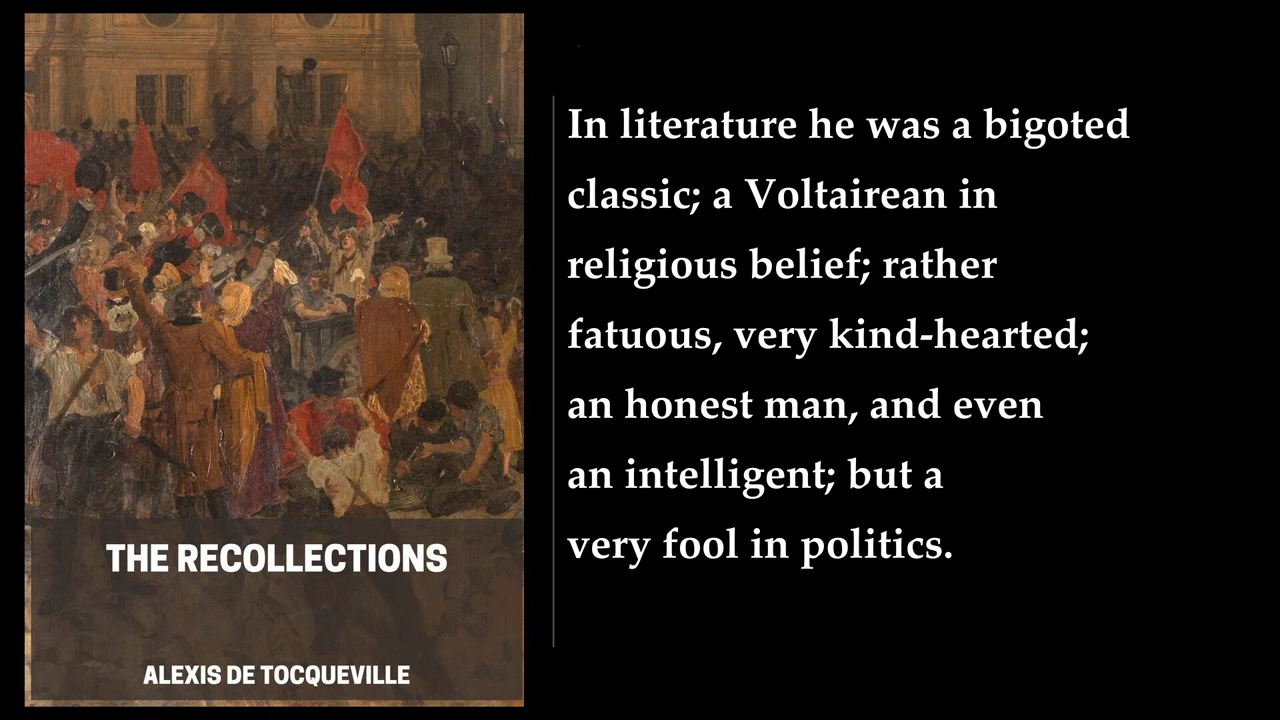 THE RECOLLECTIONS
ALEXIS DE TOCQUEVILLE
In literature he was a bigoted
classic; a Voltairean in
religious belief; rather
fatuous, very kind-hearted;
an honest man, and even
an intelligent; but a
very fool in politics.